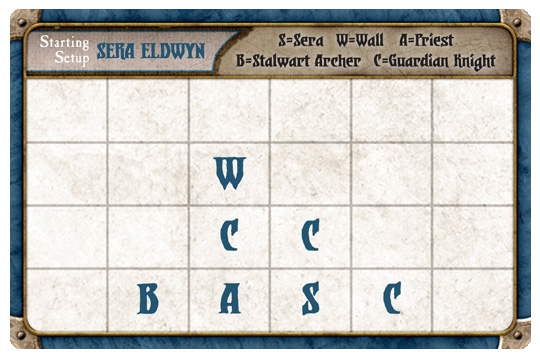 Starting Setup SERA ELDWYN
S=Sera W=Wall A=Priest
B=Stalwart Archer C=Guardian Knight
W
C C
B A S C